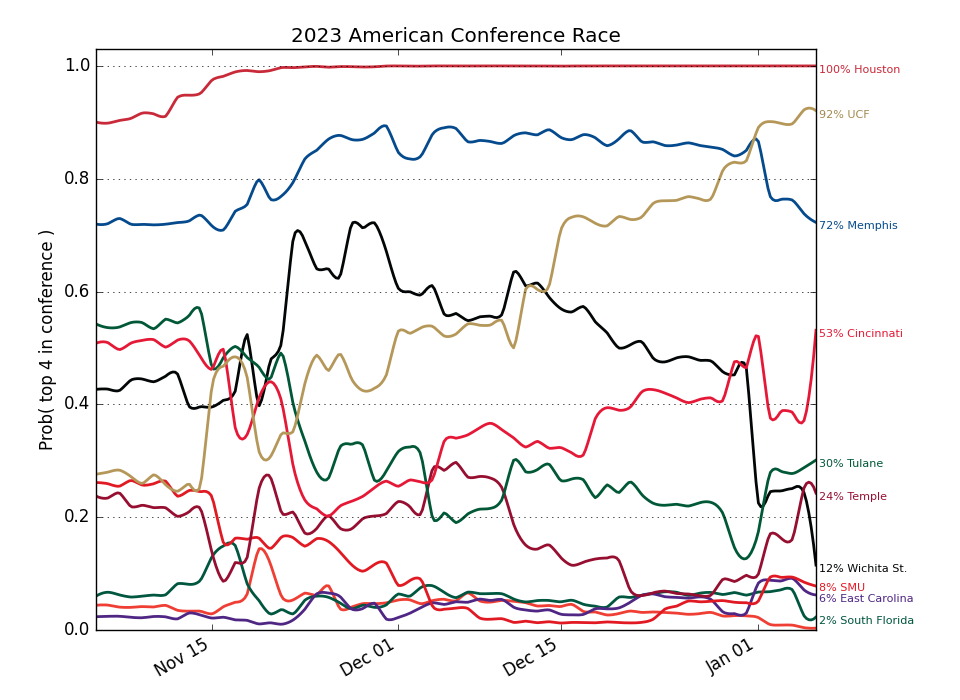 2023 American Conference Race
Prob( top 4 in conference )
1.0
0.8
0.6
0.4
0.2
0.0
Nov 15
Dec 01
Dec 15
Jan 01
100% Houston
92% UCF
72% Memphis
53% Cincinnati
30% Tulane
24% Temple
12% Wichita St.
8% SMU
6% East Carolina
2% South Florida